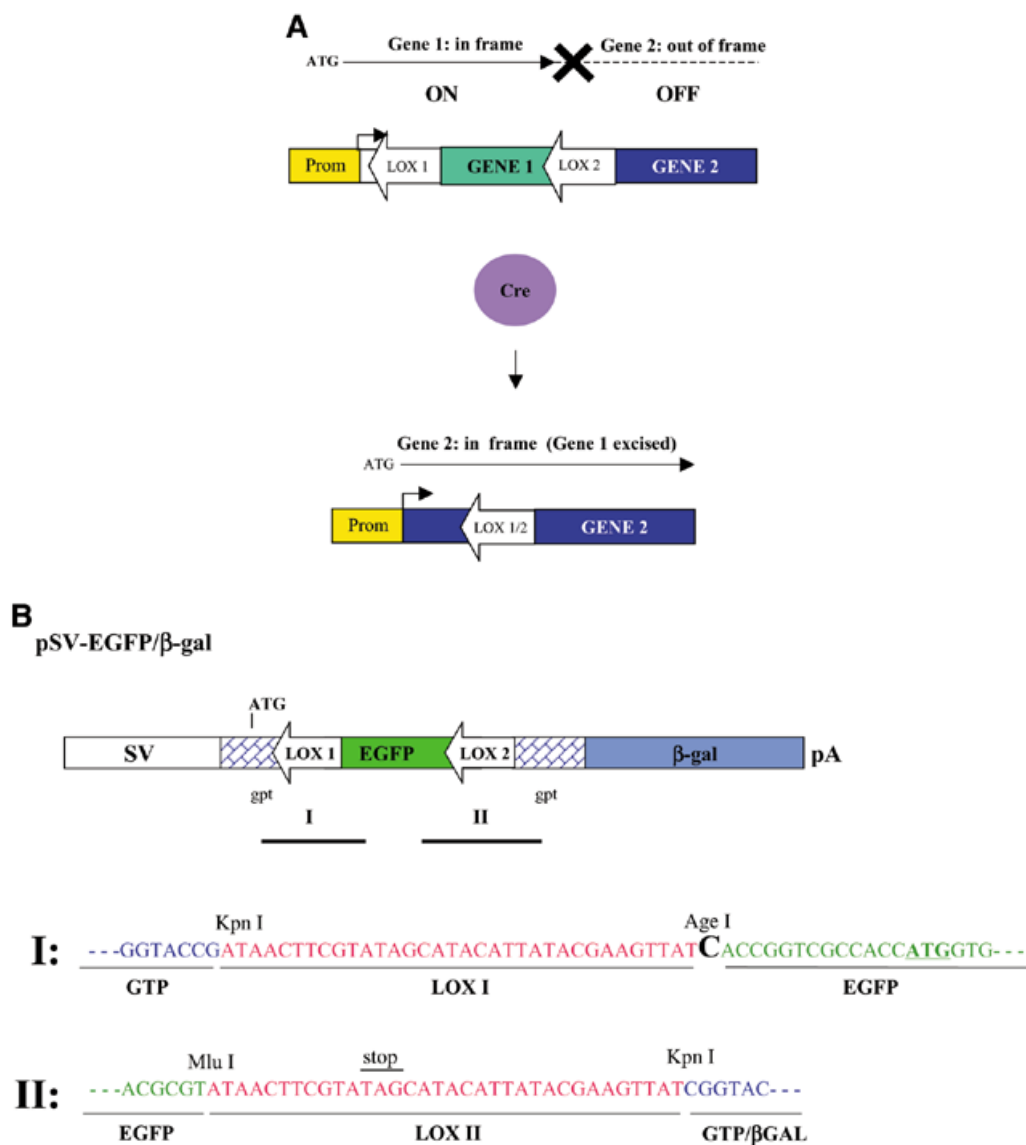 A
Gene 1: in frame Gene 2: out of frame
ATG
ON OFF
Prom LOX 1 GENE 1 LOX 2 GENE 2
Cre
Gene 2: in frame (Gene 1 excised)
ATG
Prom LOX 1/2 GENE 2
B
pSV-EGFP/β-gal
ATG
SV LOX 1 EGFP LOX 2 β-gal pA
gpt gpt
I II
Kpn I Age I
I: ---GGTACCGATAACTTCGTATAGCATACATTATACGAAGTTATCACCGGTCGCCACCATGGTG---
GTP LOX I EGFP
Mlu I stop Kpn I
II: ---ACGCGTATAACTTCGTATAGCATACATTATACGAAGTTATCGGTAC---
EGFP LOX II GTP/βGAL